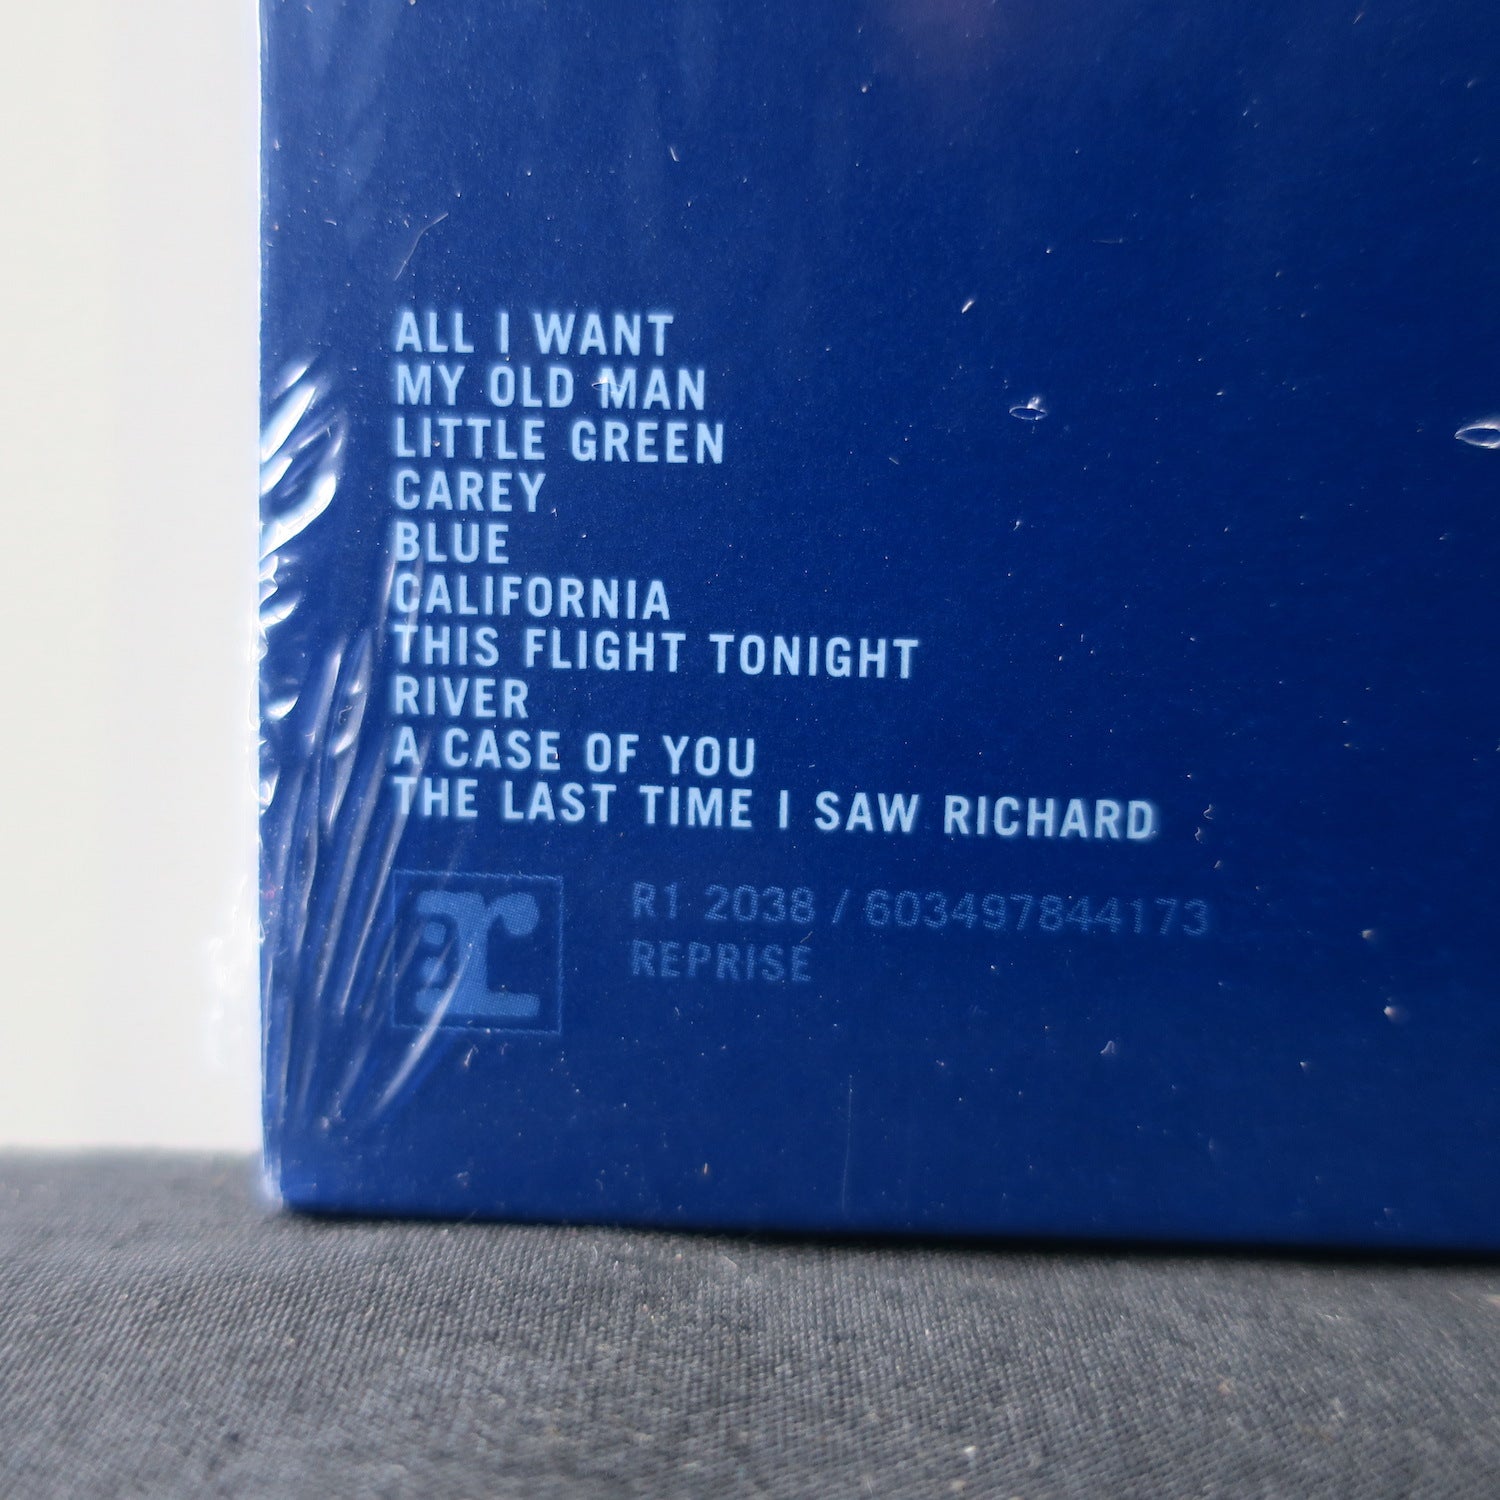 ALL I WANT
MY OLD MAN
LITTLE GREEN
CAREY
BLUE
CALIFORNIA
THIS FLIGHT TONIGHT
RIVER
A CASE OF YOU
THE LAST TIME I SAW RICHARD
r
R1 2038 / 603497844173
REPRISE